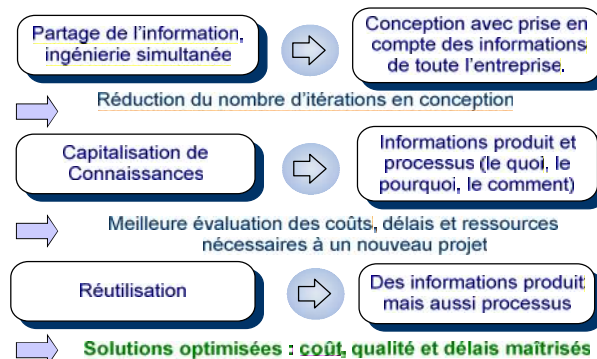 Partage de l'information,
ingénierie simultanée
Conception avec prise en
compte des informations
de toute l'entreprise.
Réduction du nombre d'itérations en conception
Capitalisation de
Connaissances
Informations produit et
processus (le quoi, le
pourquoi, le comment)
Meilleure évaluation des coûts, délais et ressources
nécessaires à un nouveau projet
Réutilisation
Des informations produit
mais aussi processus
Solutions optimisées : coût, qualité et délais maîtrisés